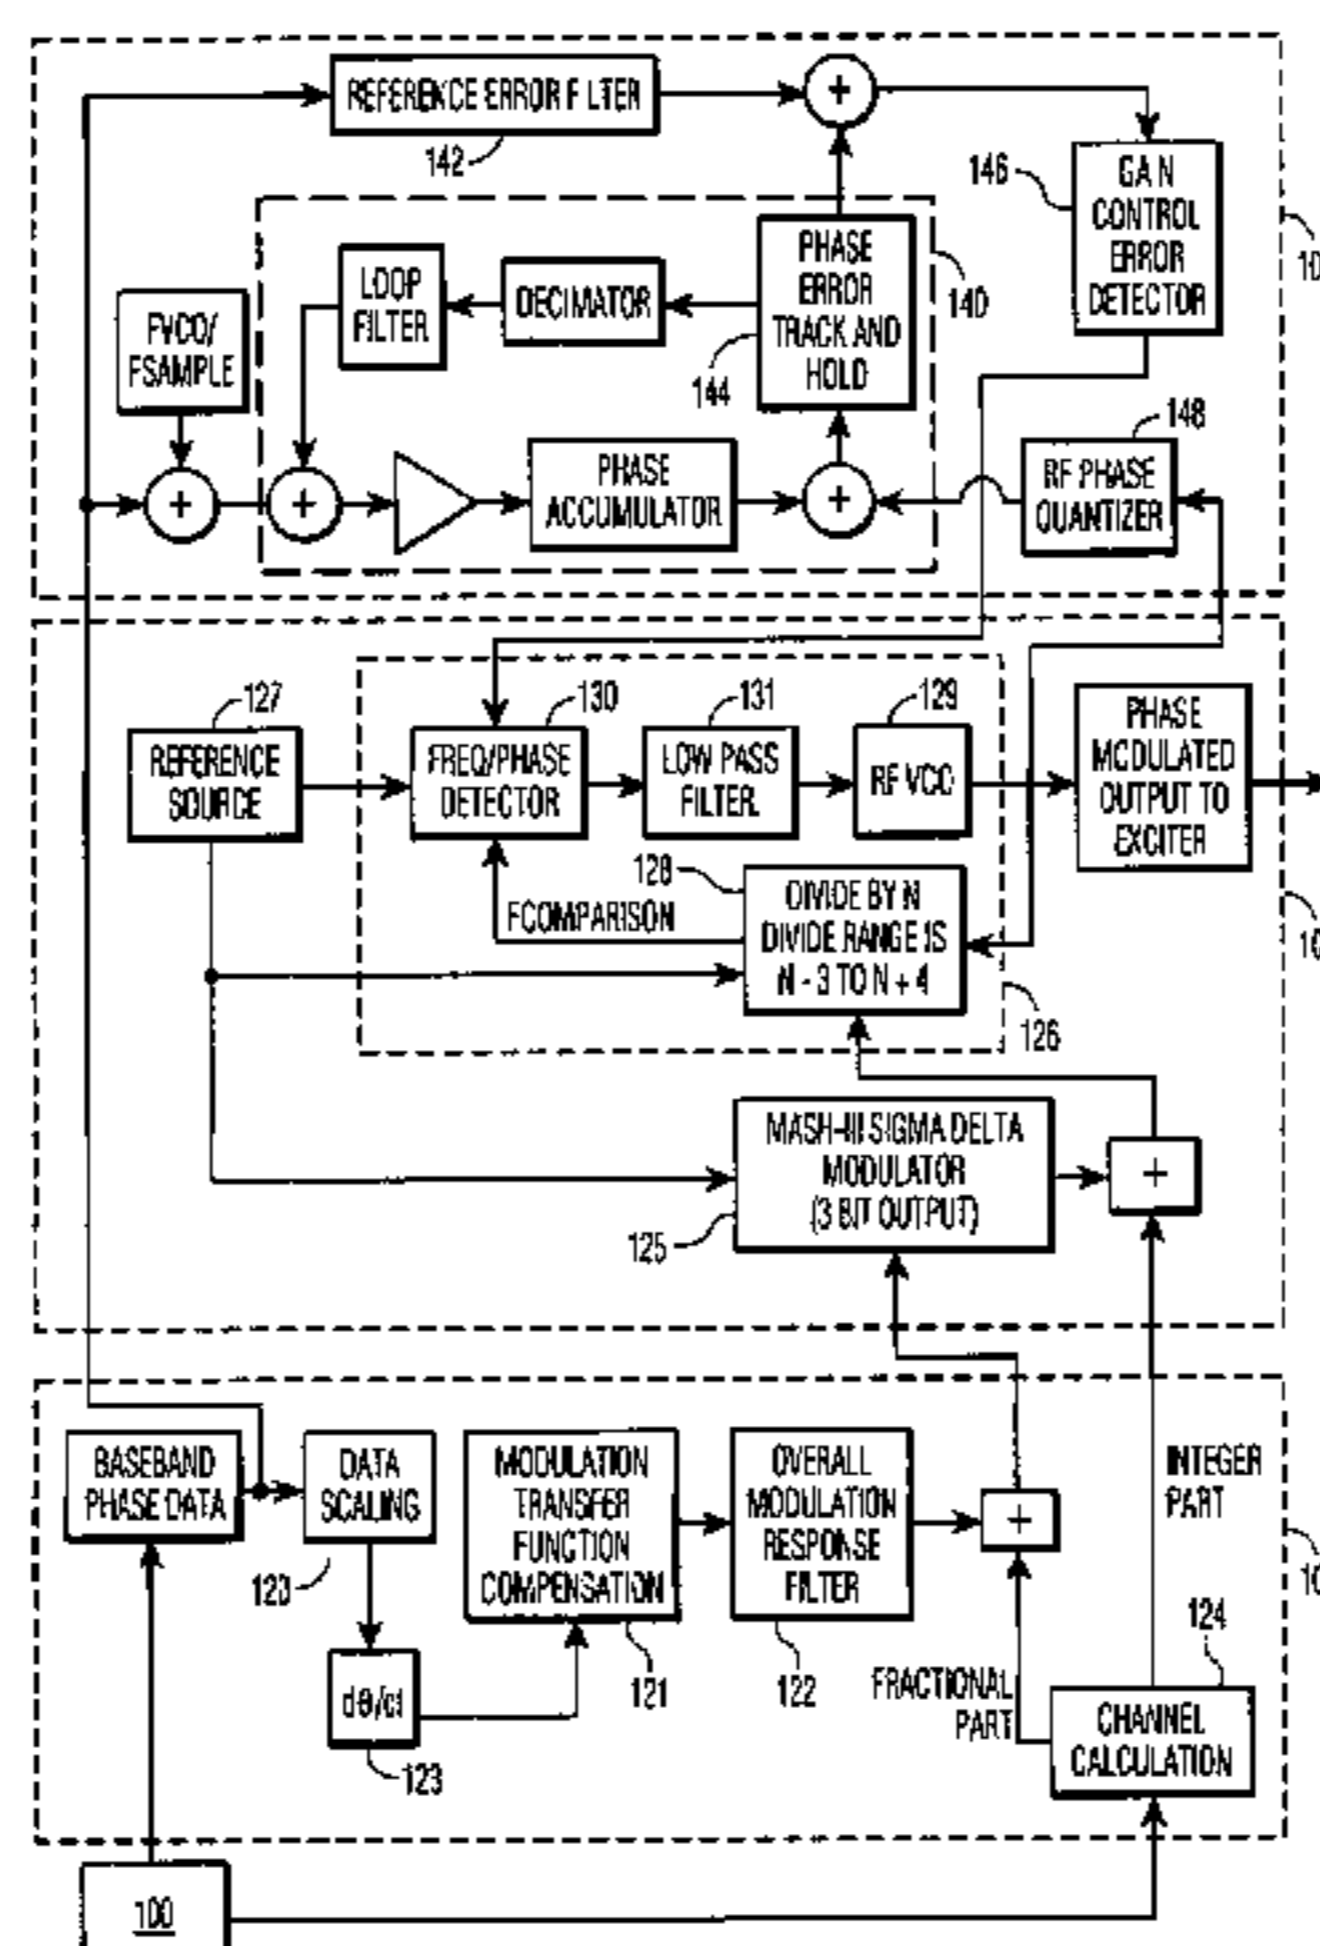 REFERENCE ERROR FILTER
142
+
146
GAIN
CONTROL
ERROR
DETECTOR
10
LOOP
FILTER
DECIMATOR
PHASE
ERROR
TRACK AND
HOLD
140
144
FVCO/
FSAMPLE
148
+
+
PHASE
ACCUMULATOR
+
RF PHASE
QUANTIZER
127
REFERENCE
SOURCE
130
FREQ/PHASE
DETECTOR
131
LOW PASS
FILTER
129
RF VCO
PHASE
MODULATED
OUTPUT TO
EXCITER
128
FCOMPARISON
DIVIDE BY N
DIVIDE RANGE IS
N - 3 TO N + 4
10
126
MASH-III SIGMA DELTA
MODULATOR
(3 BIT OUTPUT)
+
125
BASEBAND
PHASE DATA
DATA
SCALING
120
MODULATION
TRANSFER
FUNCTION
COMPENSATION
OVERALL
MODULATION
RESPONSE
FILTER
+
INTEGER
PART
10
dθ/dt
123
121
122
FRACTIONAL
PART
124
CHANNEL
CALCULATION
100